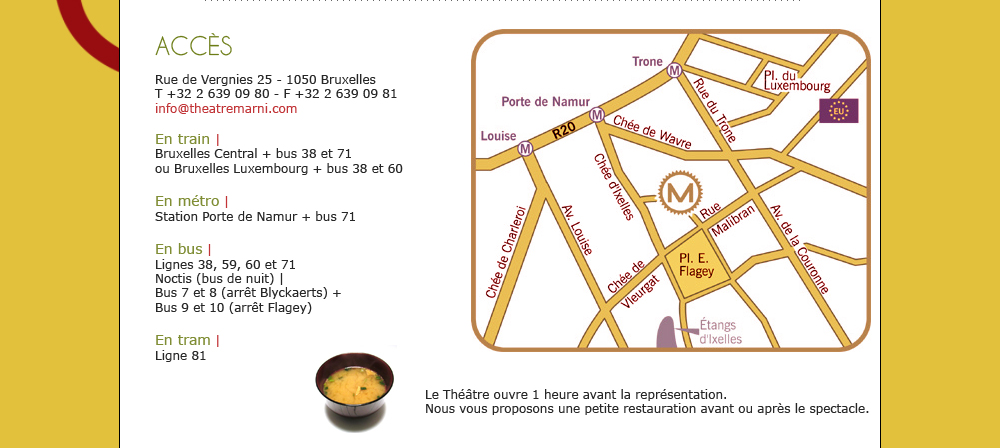 ACCÈS
Rue de Vergnies 25 - 1050 Bruxelles
T +32 2 639 09 80 - F +32 2 639 09 81
info@theatremarni.com
En train |
Bruxelles Central + bus 38 et 71
ou Bruxelles Luxembourg + bus 38 et 60
En métro |
Station Porte de Namur + bus 71
En bus |
Lignes 38, 59, 60 et 71
Noctis (bus de nuit) |
Bus 7 et 8 (arrêt Blyckaerts) +
Bus 9 et 10 (arrêt Flagey)
En tram |
Ligne 81
Trone
M
Pl. du
Luxembourg
EU
Rue du Trone
Porte de Namur
M
R20
Chée de Wavre
Louise
M
Chée d'Ixelles
M
Rue
Malibran
Chée de Charleroi
Av. Louise
Av. de la Couronne
Pl. E.
Flagey
Chée de
Vleurgat
Étangs
d'Ixelles
Le Théâtre ouvre 1 heure avant la représentation.
Nous vous proposons une petite restauration avant ou après le spectacle.